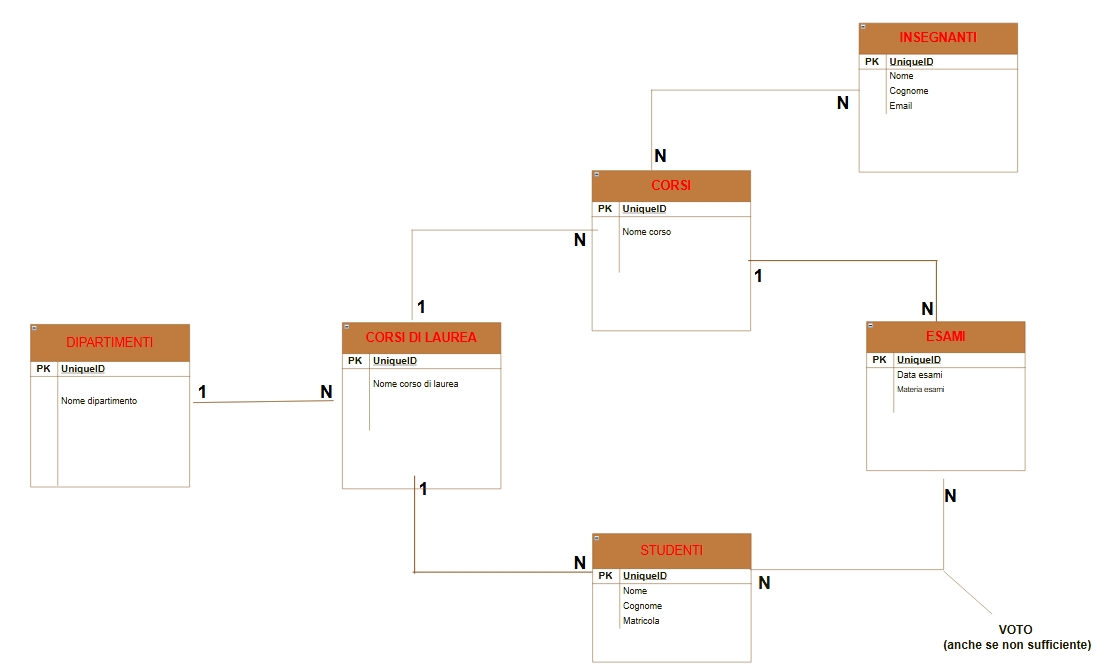 INSEGNANTI
PK UniqueID
Nome
Cognome
Email
N
N
CORSI
PK UniqueID
Nome corso
N
1
1
N
DIPARTIMENTI
PK UniqueID
Nome dipartimento
1
N
CORSI DI LAUREA
PK UniqueID
Nome corso di laurea
1
N
ESAMI
PK UniqueID
Data esami
Materia esami
N
STUDENTI
PK UniqueID
Nome
Cognome
Matricola
N
VOTO
(anche se non sufficiente)